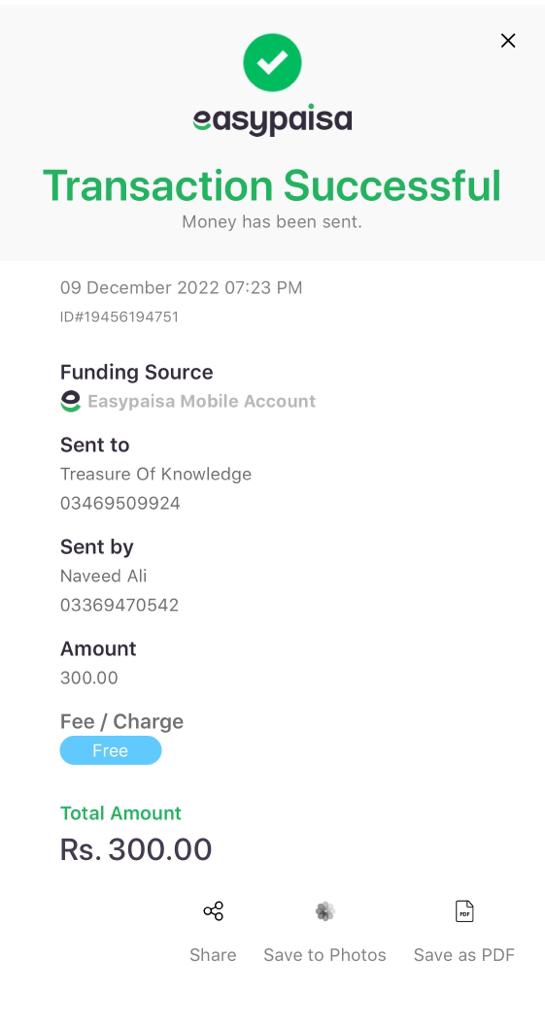 easypaisa
Transaction Successful
Money has been sent.
09 December 2022 07:23 PM
ID#19456194751
Funding Source
Easypaisa Mobile Account
Sent to
Treasure Of Knowledge
03469509924
Sent by
Naveed Ali
03369470542
Amount
300.00
Fee / Charge
Free
Total Amount
Rs. 300.00
PDF
Share Save to Photos Save as PDF